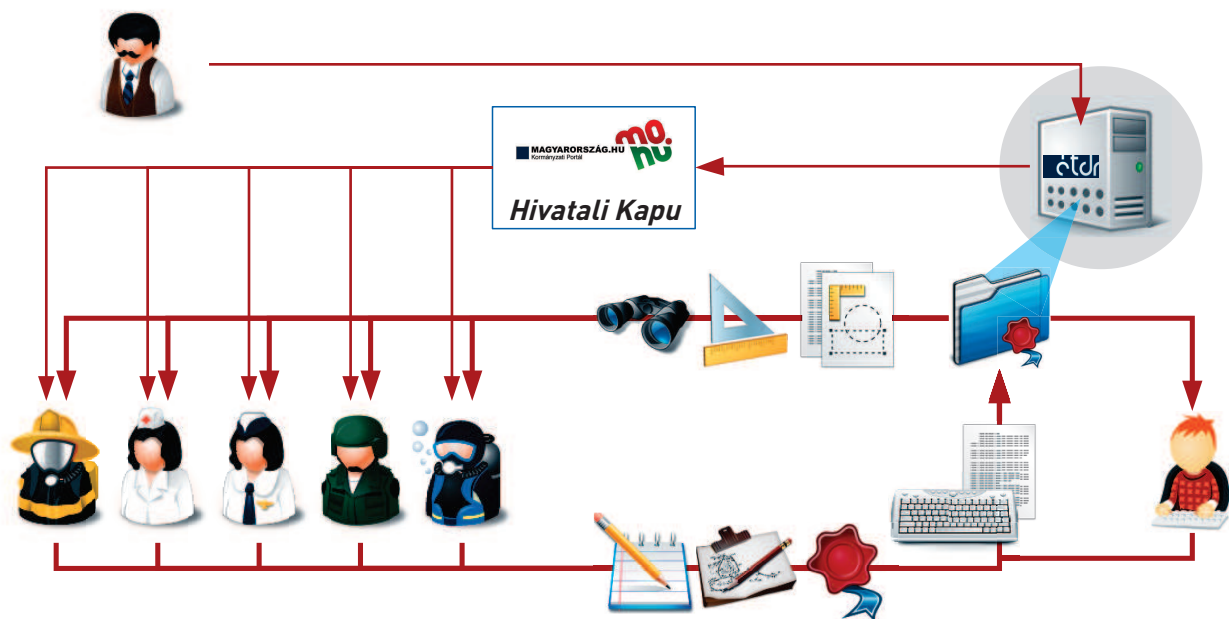 mo.
hu
MAGYARORSZÁG.HU
Kormányzati Portál
Hivatali Kapu
étdr